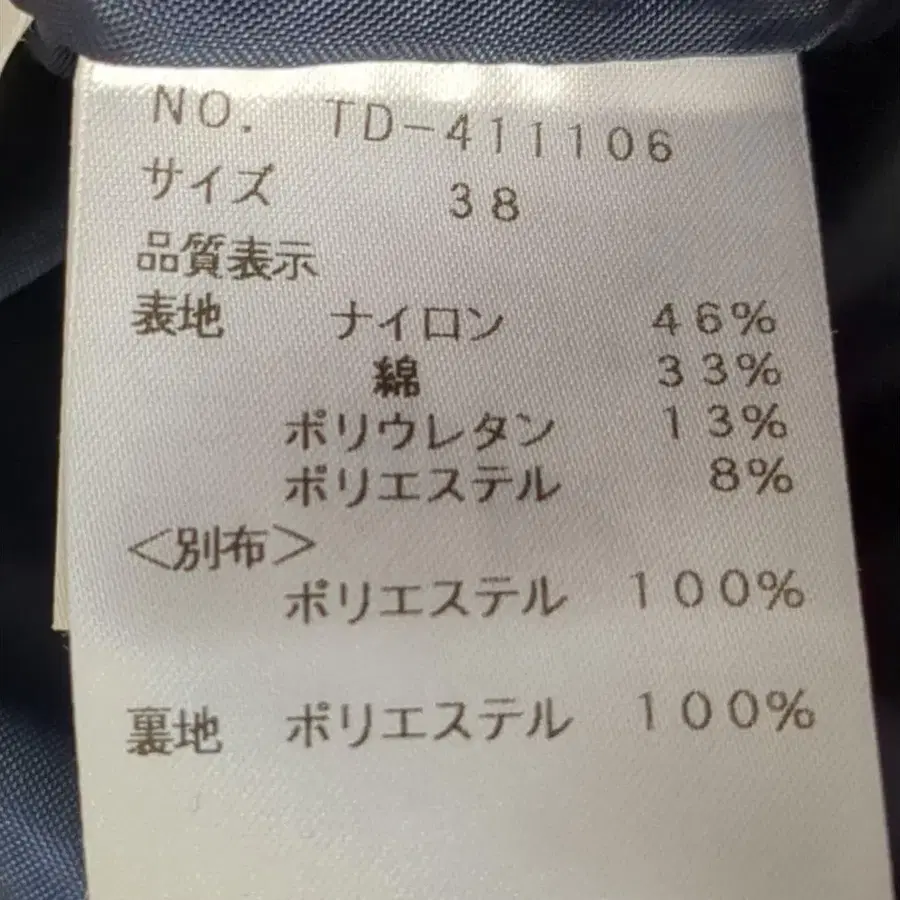 NO. TD-411106
サイズ 38
品質表示
表地 ナイロン 46%
綿 33%
ポリウレタン 13%
ポリエステル 8%
＜別布＞
ポリエステル 100%
裏地 ポリエステル 100%